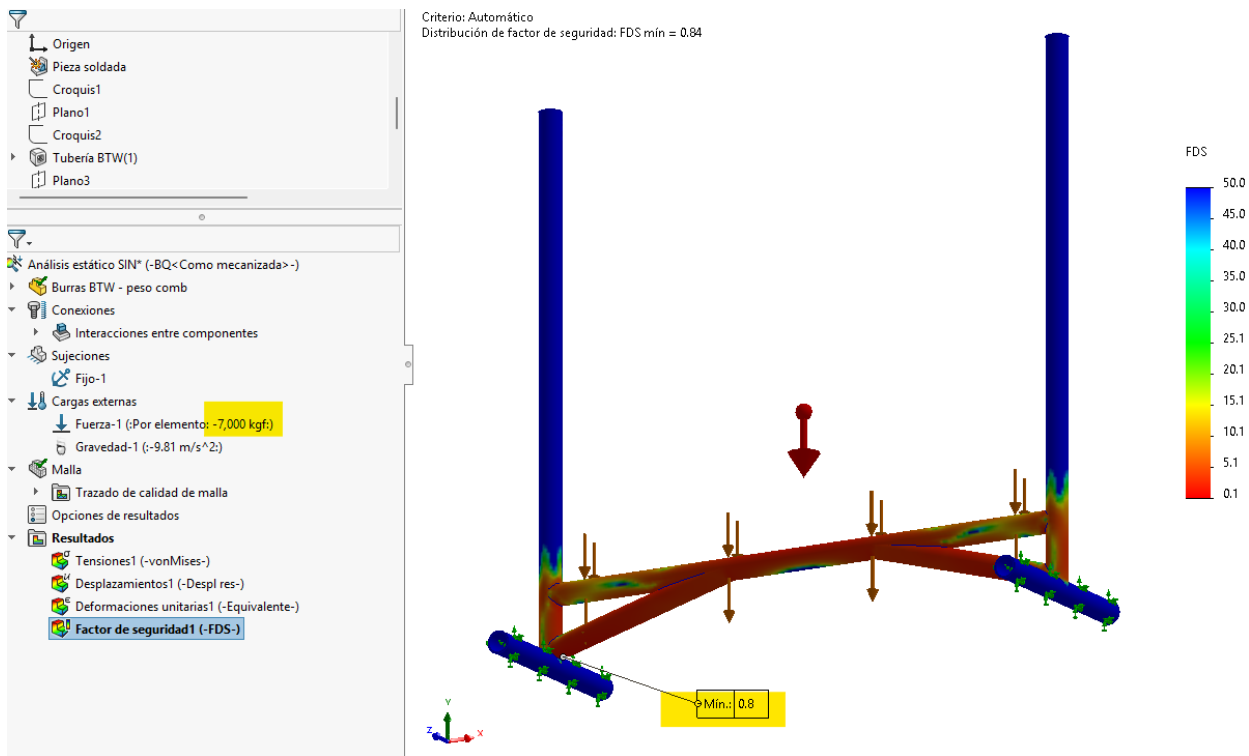 Origen
Pieza soldada
Croquis1
Plano1
Croquis2
Tubería BTW(1)
Plano3
Análisis estático SIN* (-BQ<Como mecanizada>-)
Burras BTW - peso comb
Conexiones
Interacciones entre componentes
Sujeciones
Fijo-1
Cargas externas
Fuerza-1 (:Por elemento: -7,000 kgf:)
Gravedad-1 (:-9.81 m/s^2:)
Malla
Trazado de calidad de malla
Opciones de resultados
Resultados
Tensiones1 (-vonMises-)
Desplazamientos1 (-Despl res-)
Deformaciones unitarias1 (-Equivalente-)
Factor de seguridad1 (-FDS-)
Criterio: Automático
Distribución de factor de seguridad: FDS mín = 0.84
Mín.: 0.8
Y
Z
X
FDS
50.0
45.0
40.0
35.0
30.0
25.1
20.1
15.1
10.1
5.1
0.1